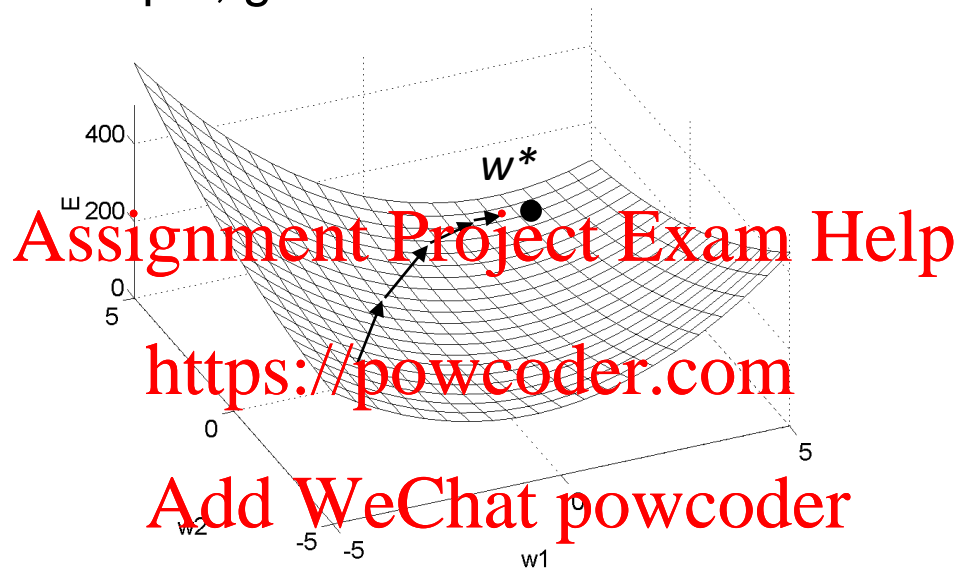 w*
400
E
200
Assignment Project Exam Help
0
5
https://powcoder.com
0
5
Add WeChat powcoder
0
w2
-5
-5
w1